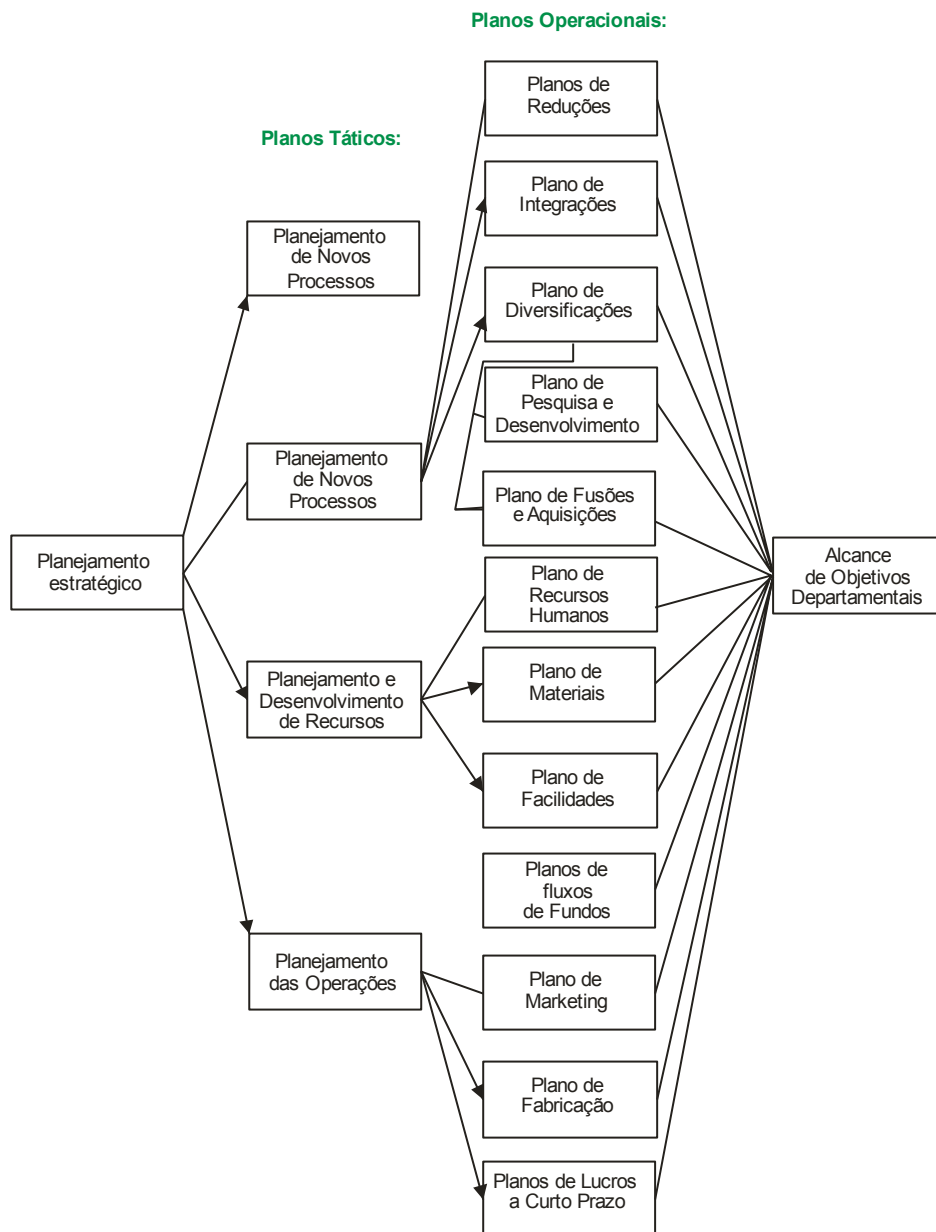 Planos Operacionais:
Planos de
Reduções
Planos Táticos:
Plano de
Integrações
Planejamento
de Novos
Processos
Plano de
Diversificações
Plano de
Pesquisa e
Desenvolvimento
Planejamento
de Novos
Processos
Plano de Fusões
e Aquisições
Planejamento
estratégico
Plano de
Recursos
Humanos
Alcance
de Objetivos
Departamentais
Planejamento e
Desenvolvimento
de Recursos
Plano de
Materiais
Plano de
Facilidades
Planos de
fluxos
de Fundos
Planejamento
das Operações
Plano de
Marketing
Plano de
Fabricação
Planos de Lucros
a Curto Prazo